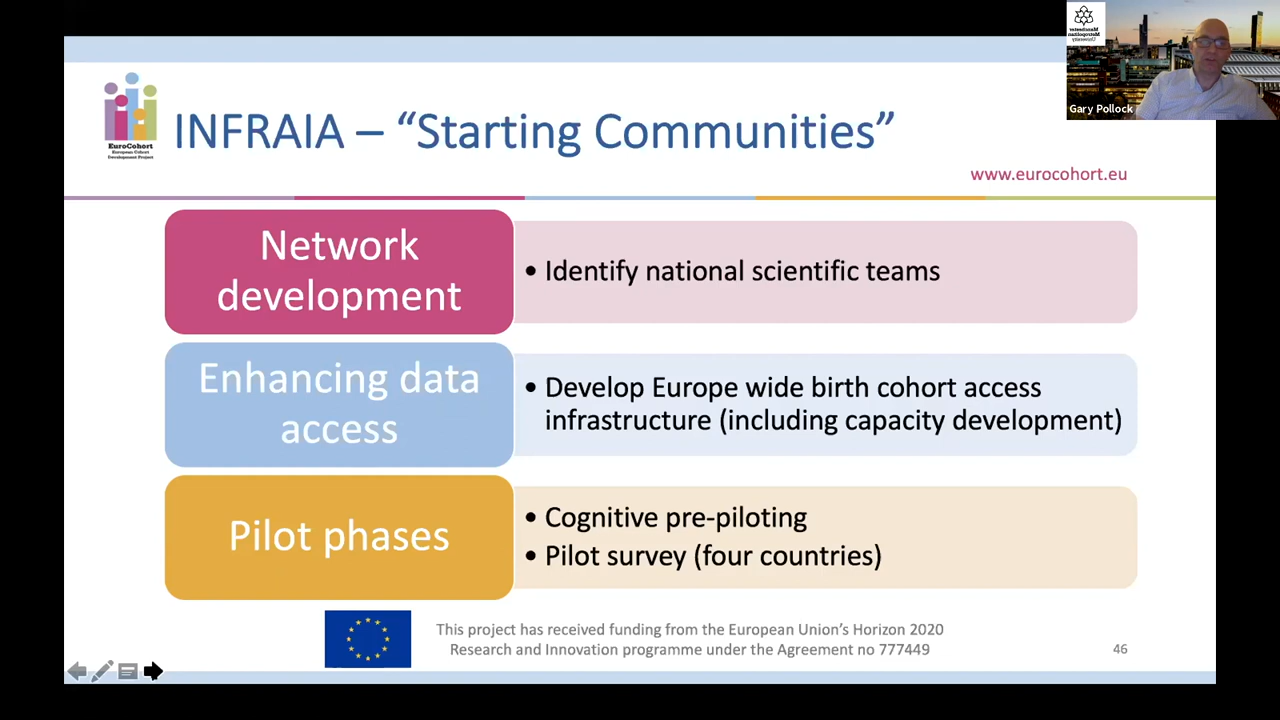 INFRAIA – “Starting Communities”
EuroCohort
European Cohort
Development Project
www.eurocohort.eu
Manchester
Metropolitan
University
Gary Pollock
Network
development
• Identify national scientific teams
Enhancing data
access
• Develop Europe wide birth cohort access
infrastructure (including capacity development)
Pilot phases
• Cognitive pre-piloting
• Pilot survey (four countries)
This project has received funding from the European Union’s Horizon 2020
Research and Innovation programme under the Agreement no 777449
46